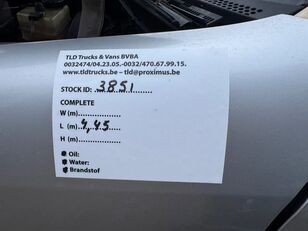 TLD Trucks & Vans BVBA
0032474/04.23.05.-0032/470.67.99.15.
www.tldtrucks.be – tld@proximus.be
STOCK ID: 3851
COMPLETE
W (m)
L (m) 4,45
H (m)
Oil:
Water:
Brandstof